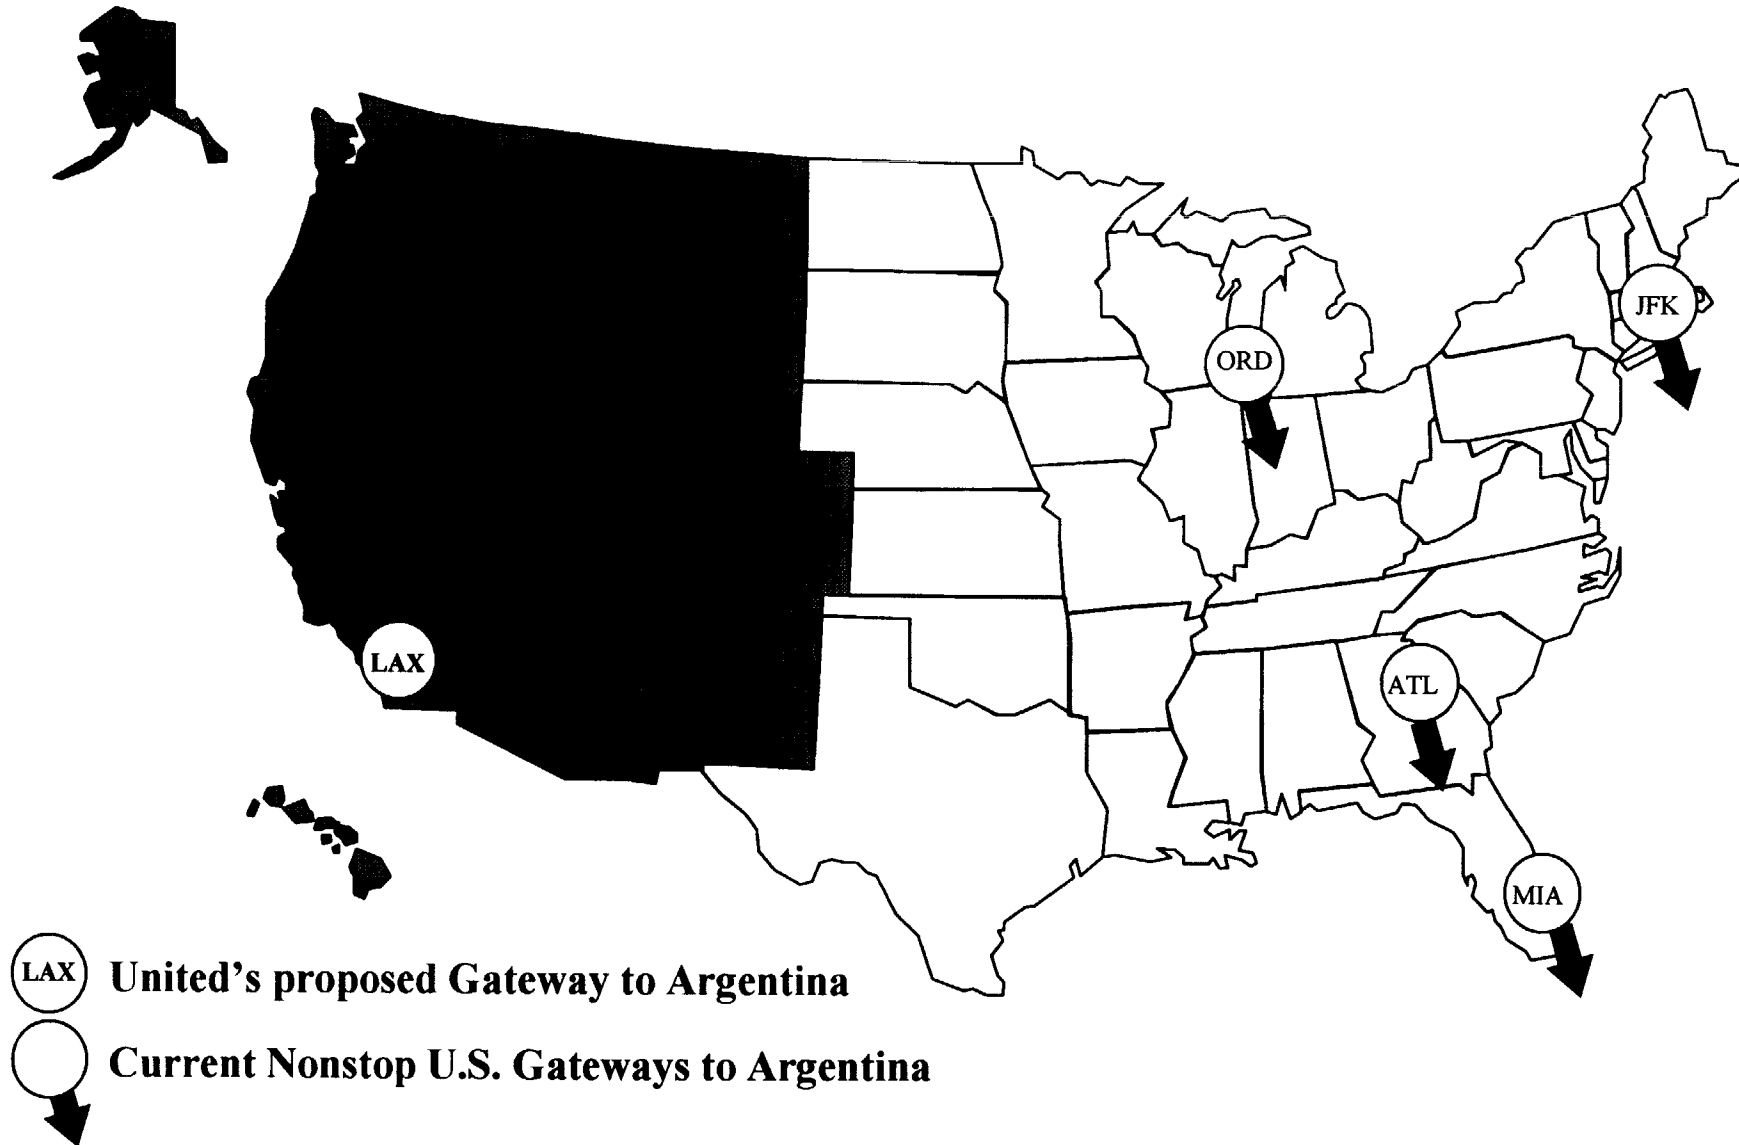 JFK
ORD
LAX
ATL
MIA
LAX United's proposed Gateway to Argentina
Current Nonstop U.S. Gateways to Argentina